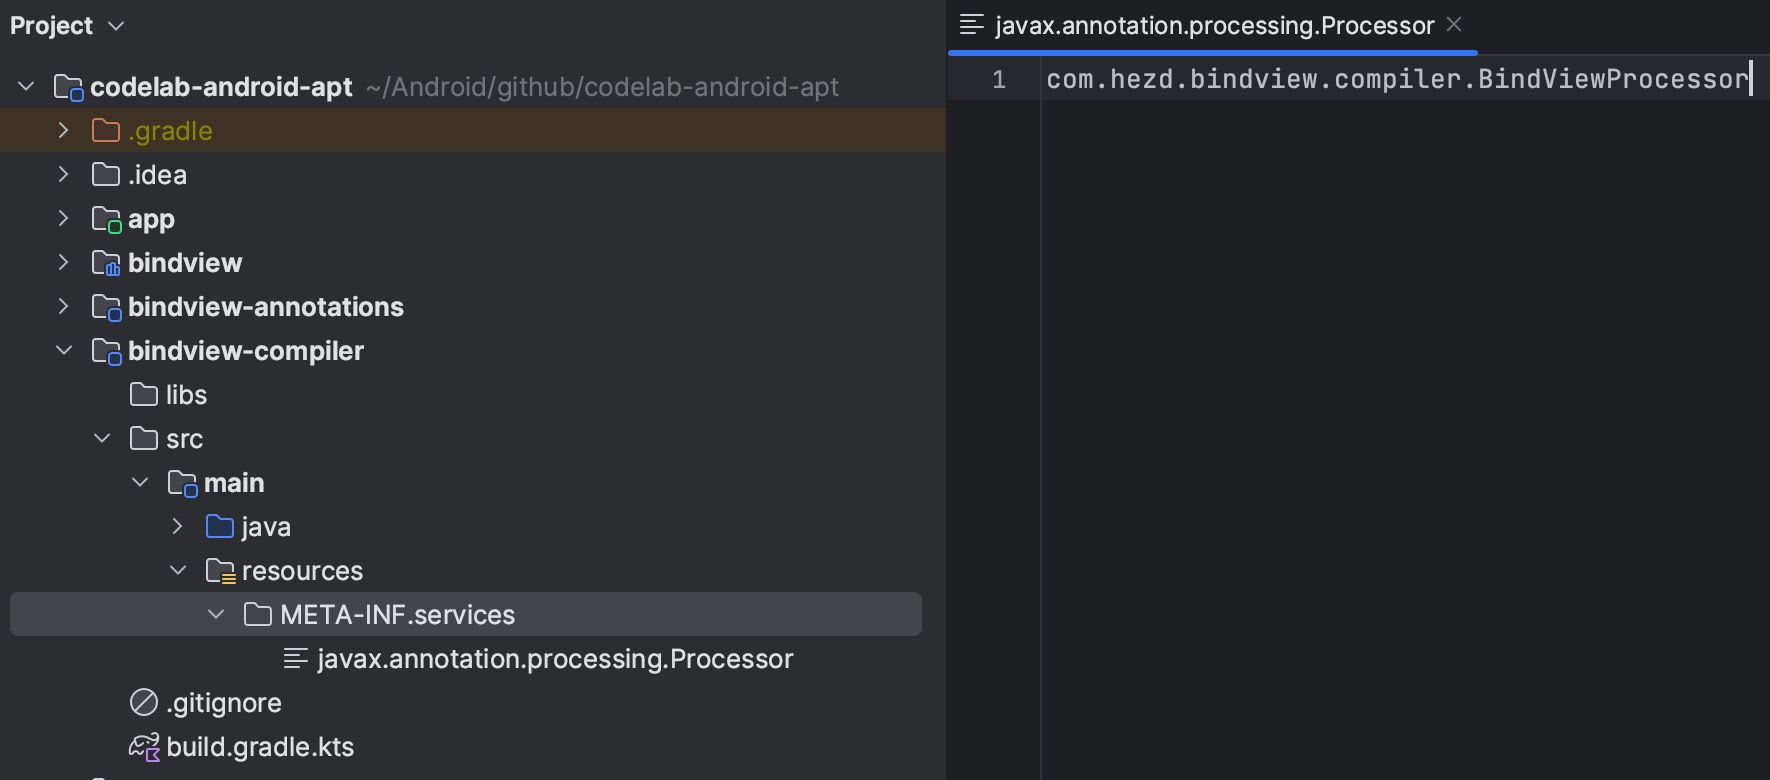 Project
codelab-android-apt ~/Android/github/codelab-android-apt
.gradle
.idea
app
bindview
bindview-annotations
bindview-compiler
libs
src
main
java
resources
META-INF.services
javax.annotation.processing.Processor
.gitignore
build.gradle.kts
javax.annotation.processing.Processor
1 com.hezd.bindview.compiler.BindViewProcessor